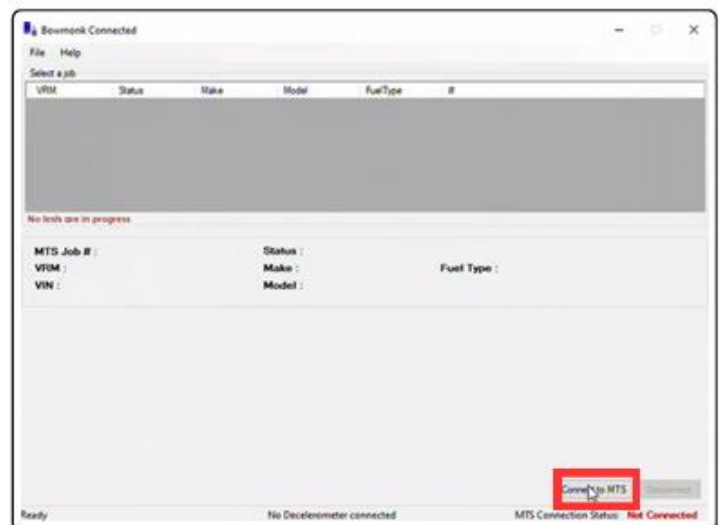 Bowmonk Connected
File Help
Select a job
VRM Status Make Model FuelType #
No tests are in progress
MTS Job # : Status :
VRM : Make : Fuel Type :
VIN : Model :
Connect to MTS Disconnect
Ready No Decelerometer connected MTS Connection Status: Not Connected